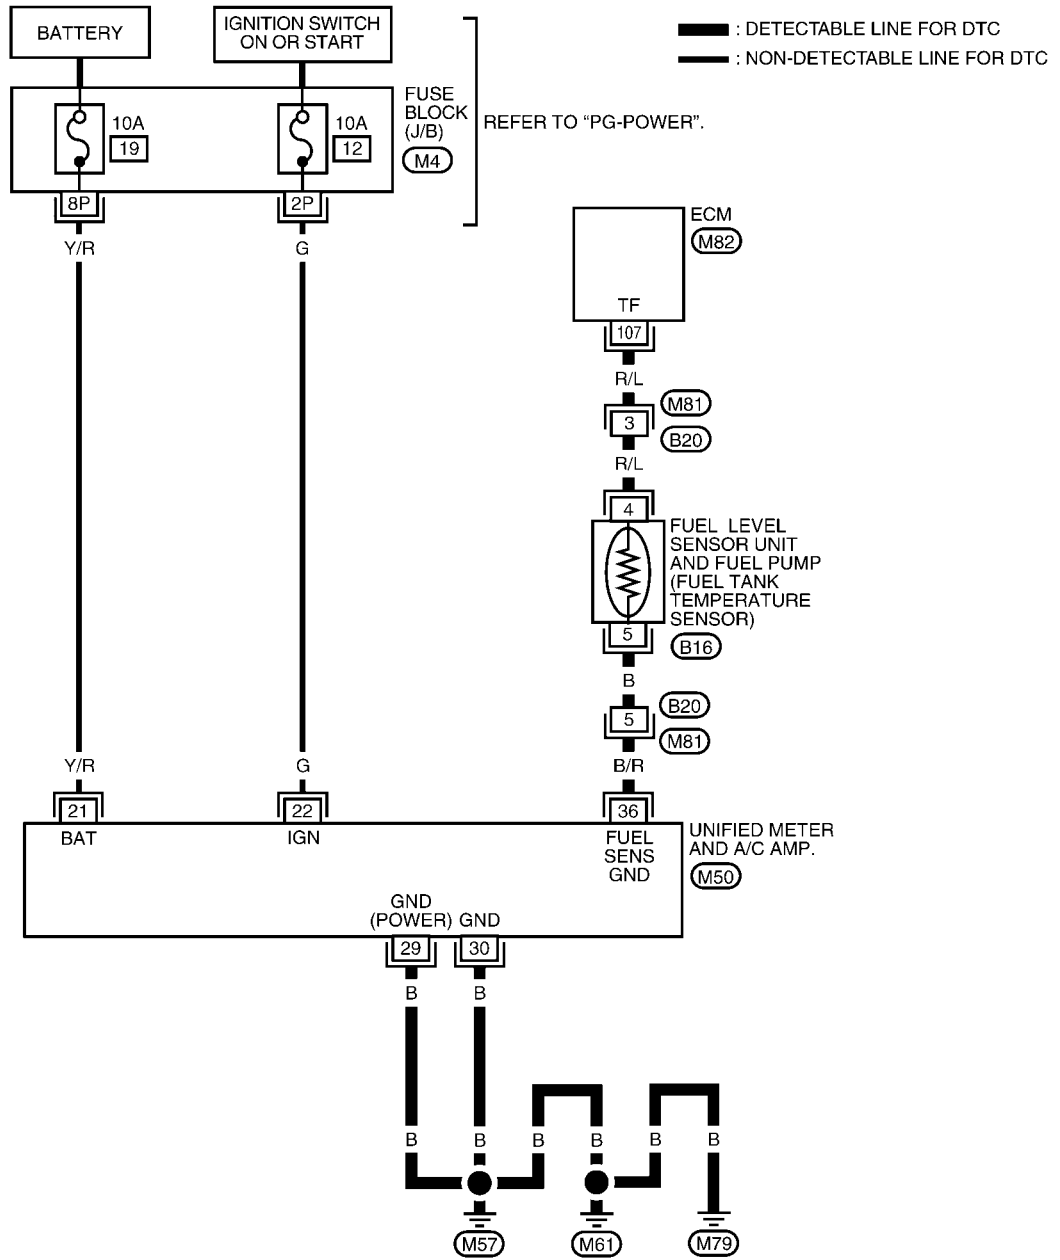 BATTERY
IGNITION SWITCH
ON OR START
: DETECTABLE LINE FOR DTC
: NON-DETECTABLE LINE FOR DTC
10A
19
10A
12
FUSE
BLOCK
(J/B)
M4
REFER TO “PG-POWER”.
8P
2P
Y/R
G
ECM
M82
TF
107
R/L
M81
3
B20
R/L
4
FUEL LEVEL
SENSOR UNIT
AND FUEL PUMP
(FUEL TANK
TEMPERATURE
SENSOR)
5
B16
B
B20
5
M81
Y/R
G
B/R
21
22
36
BAT
IGN
FUEL
SENS
GND
UNIFIED METER
AND A/C AMP.
M50
GND
(POWER)
GND
29
30
B
B
B
B
B
B
B
B
M57
M61
M79